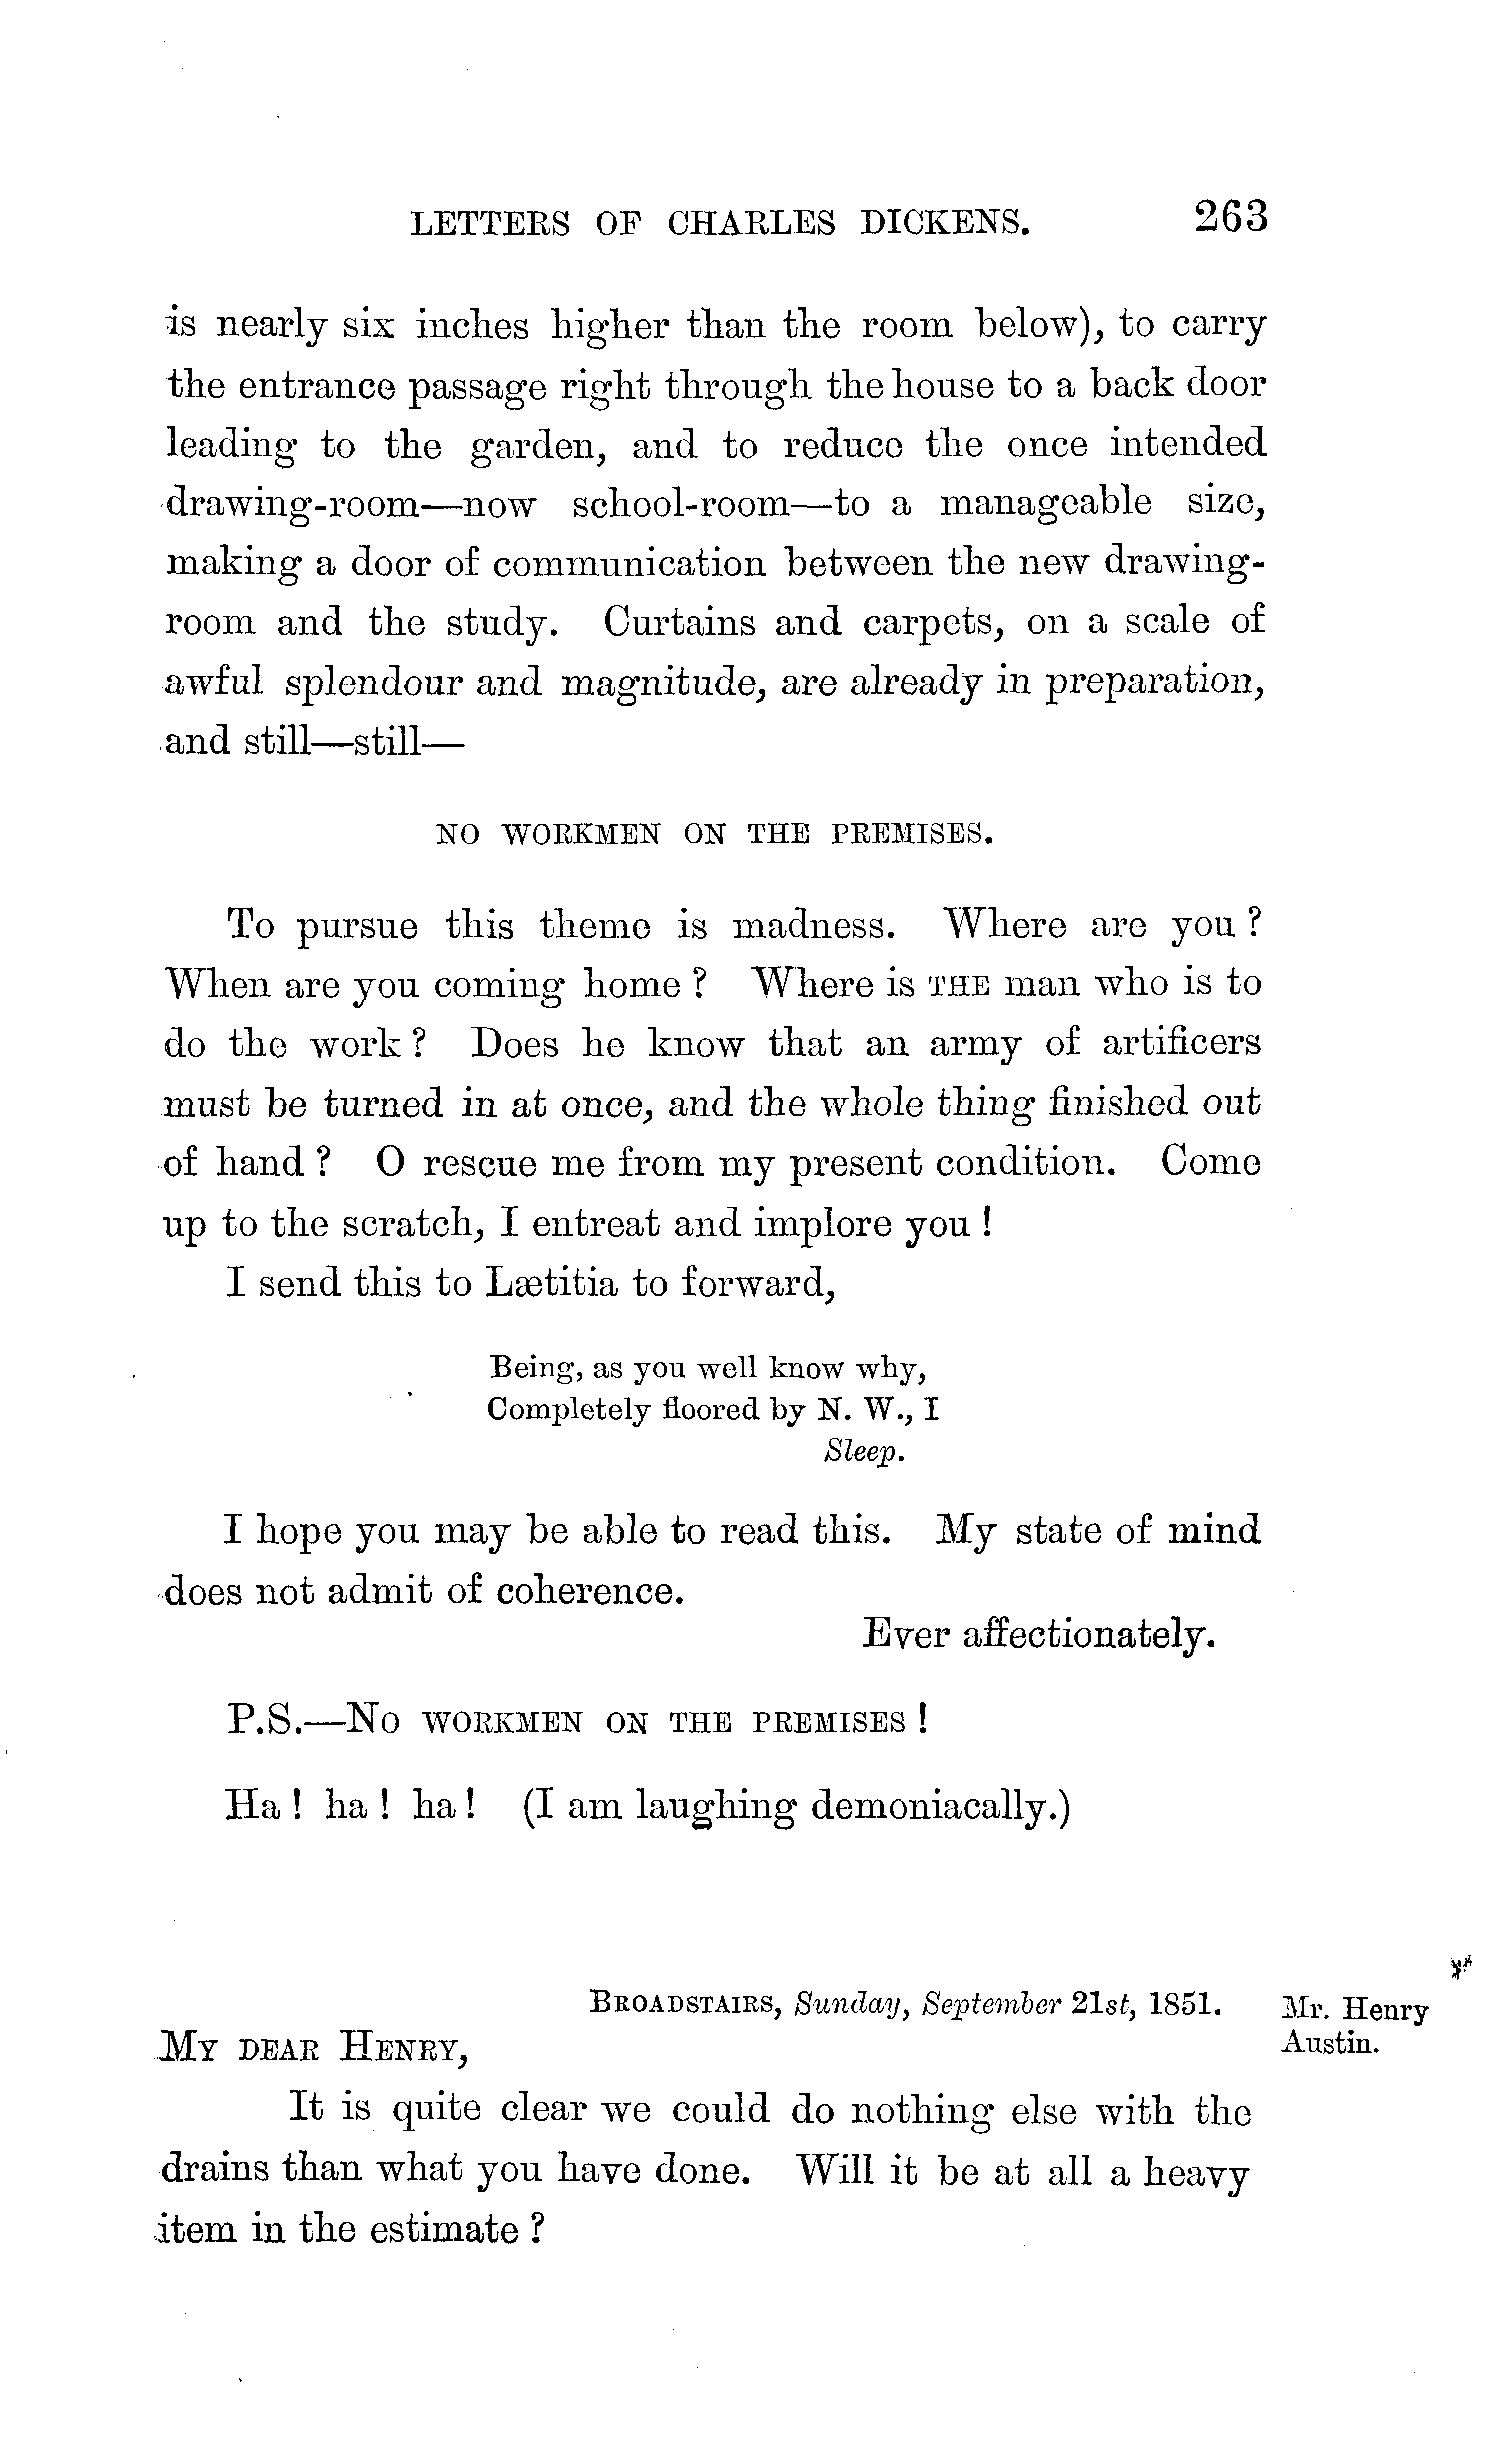 LETTERS OF CHARLES DICKENS. 263
is nearly six inches higher than the room below), to carry
the entrance passage right through the house to a back door
leading to the garden, and to reduce the once intended
drawing-room—now school-room—to a manageable size,
making a door of communication between the new drawing-
room and the study. Curtains and carpets, on a scale of
awful splendour and magnitude, are already in preparation,
and still—still—
NO WORKMEN ON THE PREMISES.
To pursue this theme is madness. Where are you ?
When are you coming home ? Where is THE man who is to
do the work ? Does he know that an army of artificers
must be turned in at once, and the whole thing finished out
of hand ? O rescue me from my present condition. Come
up to the scratch, I entreat and implore you !
I send this to Lætitia to forward,
Being, as you well know why,
Completely floored by N. W., I
Sleep.
I hope you may be able to read this. My state of mind
does not admit of coherence.
Ever affectionately.
P.S.—NO WORKMEN ON THE PREMISES !
Ha ! ha ! ha ! (I am laughing demoniacally.)
BROADSTAIRS, Sunday, September 21st, 1851.
Mr. Henry
Austin.
MY DEAR HENRY,
It is quite clear we could do nothing else with the
drains than what you have done. Will it be at all a heavy
item in the estimate ?